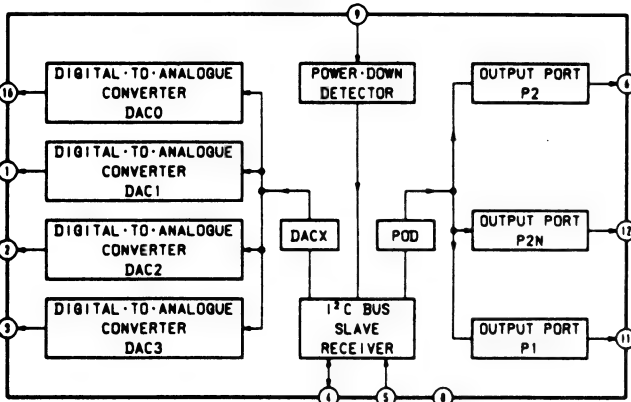 9
DIGITAL·TO·ANALOGUE
CONVERTER
DAC0
16
POWER·DOWN
DETECTOR
OUTPUT PORT
P2
6
DIGITAL·TO·ANALOGUE
CONVERTER
DAC1
1
DIGITAL·TO·ANALOGUE
CONVERTER
DAC2
2
DACX
POD
OUTPUT PORT
P2N
12
DIGITAL·TO·ANALOGUE
CONVERTER
DAC3
3
I²C BUS
SLAVE
RECEIVER
OUTPUT PORT
P1
11
4
5
8